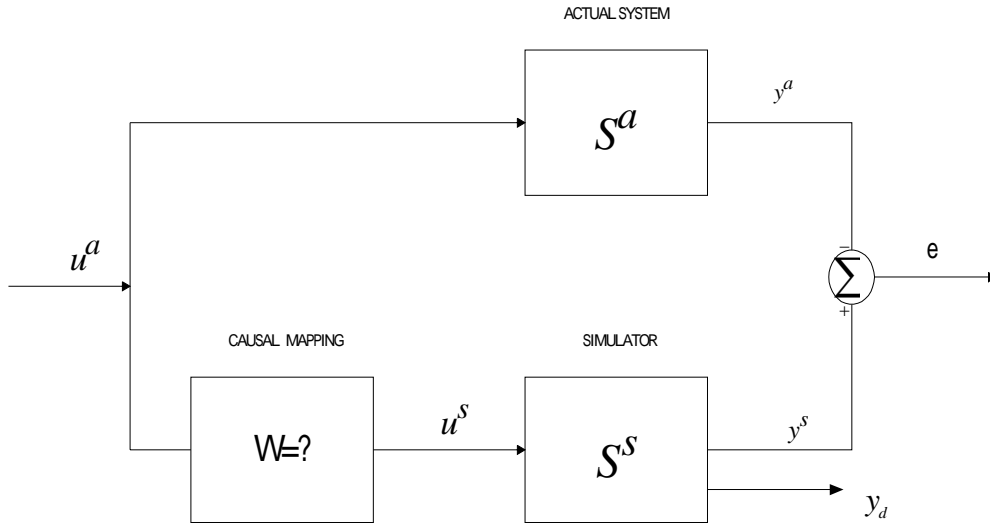 ACTUAL SYSTEM
y^a
S^a
−
e
u^a
Σ
+
CAUSAL MAPPING
SIMULATOR
u^s
y^s
W=?
S^s
y_d